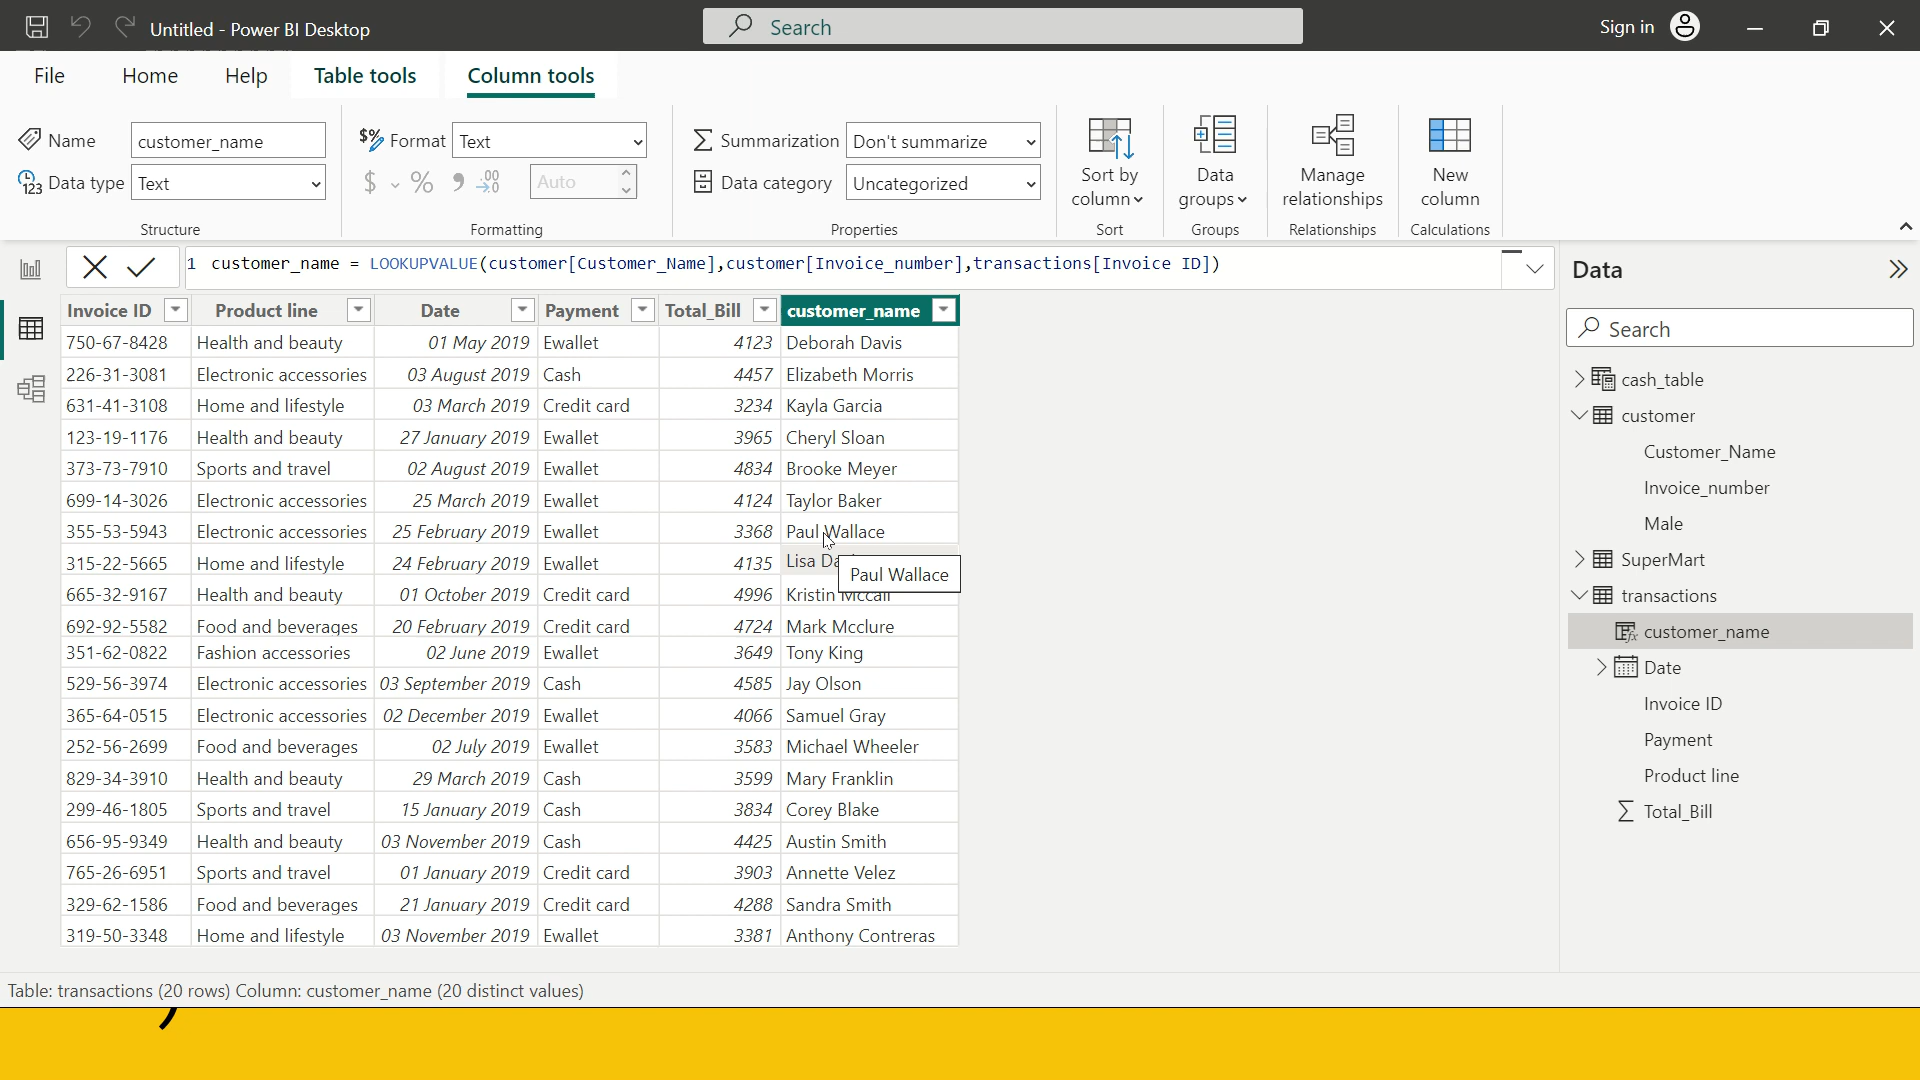 Untitled - Power BI Desktop
Search
Sign in
File Home Help Table tools Column tools
Name customer_name
Data type Text
Structure
Format Text
$ % 9 .00 Auto
Formatting
Summarization Don't summarize
Data category Uncategorized
Properties
Sort by column
Sort
Data groups
Groups
Manage relationships
Relationships
New column
Calculations
1 customer_name = LOOKUPVALUE(customer[Customer_Name],customer[Invoice_number],transactions[Invoice ID])
Invoice ID Product line Date Payment Total_Bill customer_name
750-67-8428 Health and beauty 01 May 2019 Ewallet 4123 Deborah Davis
226-31-3081 Electronic accessories 03 August 2019 Cash 4457 Elizabeth Morris
631-41-3108 Home and lifestyle 03 March 2019 Credit card 3234 Kayla Garcia
123-19-1176 Health and beauty 27 January 2019 Ewallet 3965 Cheryl Sloan
373-73-7910 Sports and travel 02 August 2019 Ewallet 4834 Brooke Meyer
699-14-3026 Electronic accessories 25 March 2019 Ewallet 4124 Taylor Baker
355-53-5943 Electronic accessories 25 February 2019 Ewallet 3368 Paul Wallace
315-22-5665 Home and lifestyle 24 February 2019 Ewallet 4135 Lisa
Paul Wallace
665-32-9167 Health and beauty 01 October 2019 Credit card 4996 Kristin Mccall
692-92-5582 Food and beverages 20 February 2019 Credit card 4724 Mark Mcclure
351-62-0822 Fashion accessories 02 June 2019 Ewallet 3649 Tony King
529-56-3974 Electronic accessories 03 September 2019 Cash 4585 Jay Olson
365-64-0515 Electronic accessories 02 December 2019 Ewallet 4066 Samuel Gray
252-56-2699 Food and beverages 02 July 2019 Ewallet 3583 Michael Wheeler
829-34-3910 Health and beauty 29 March 2019 Cash 3599 Mary Franklin
299-46-1805 Sports and travel 15 January 2019 Cash 3834 Corey Blake
656-95-9349 Health and beauty 03 November 2019 Cash 4425 Austin Smith
765-26-6951 Sports and travel 01 January 2019 Credit card 3903 Annette Velez
329-62-1586 Food and beverages 21 January 2019 Credit card 4288 Sandra Smith
319-50-3348 Home and lifestyle 03 November 2019 Ewallet 3381 Anthony Contreras
Data
Search
cash_table
customer
Customer_Name
Invoice_number
Male
SuperMart
transactions
customer_name
Date
Invoice ID
Payment
Product line
Total_Bill
Table: transactions (20 rows) Column: customer_name (20 distinct values)